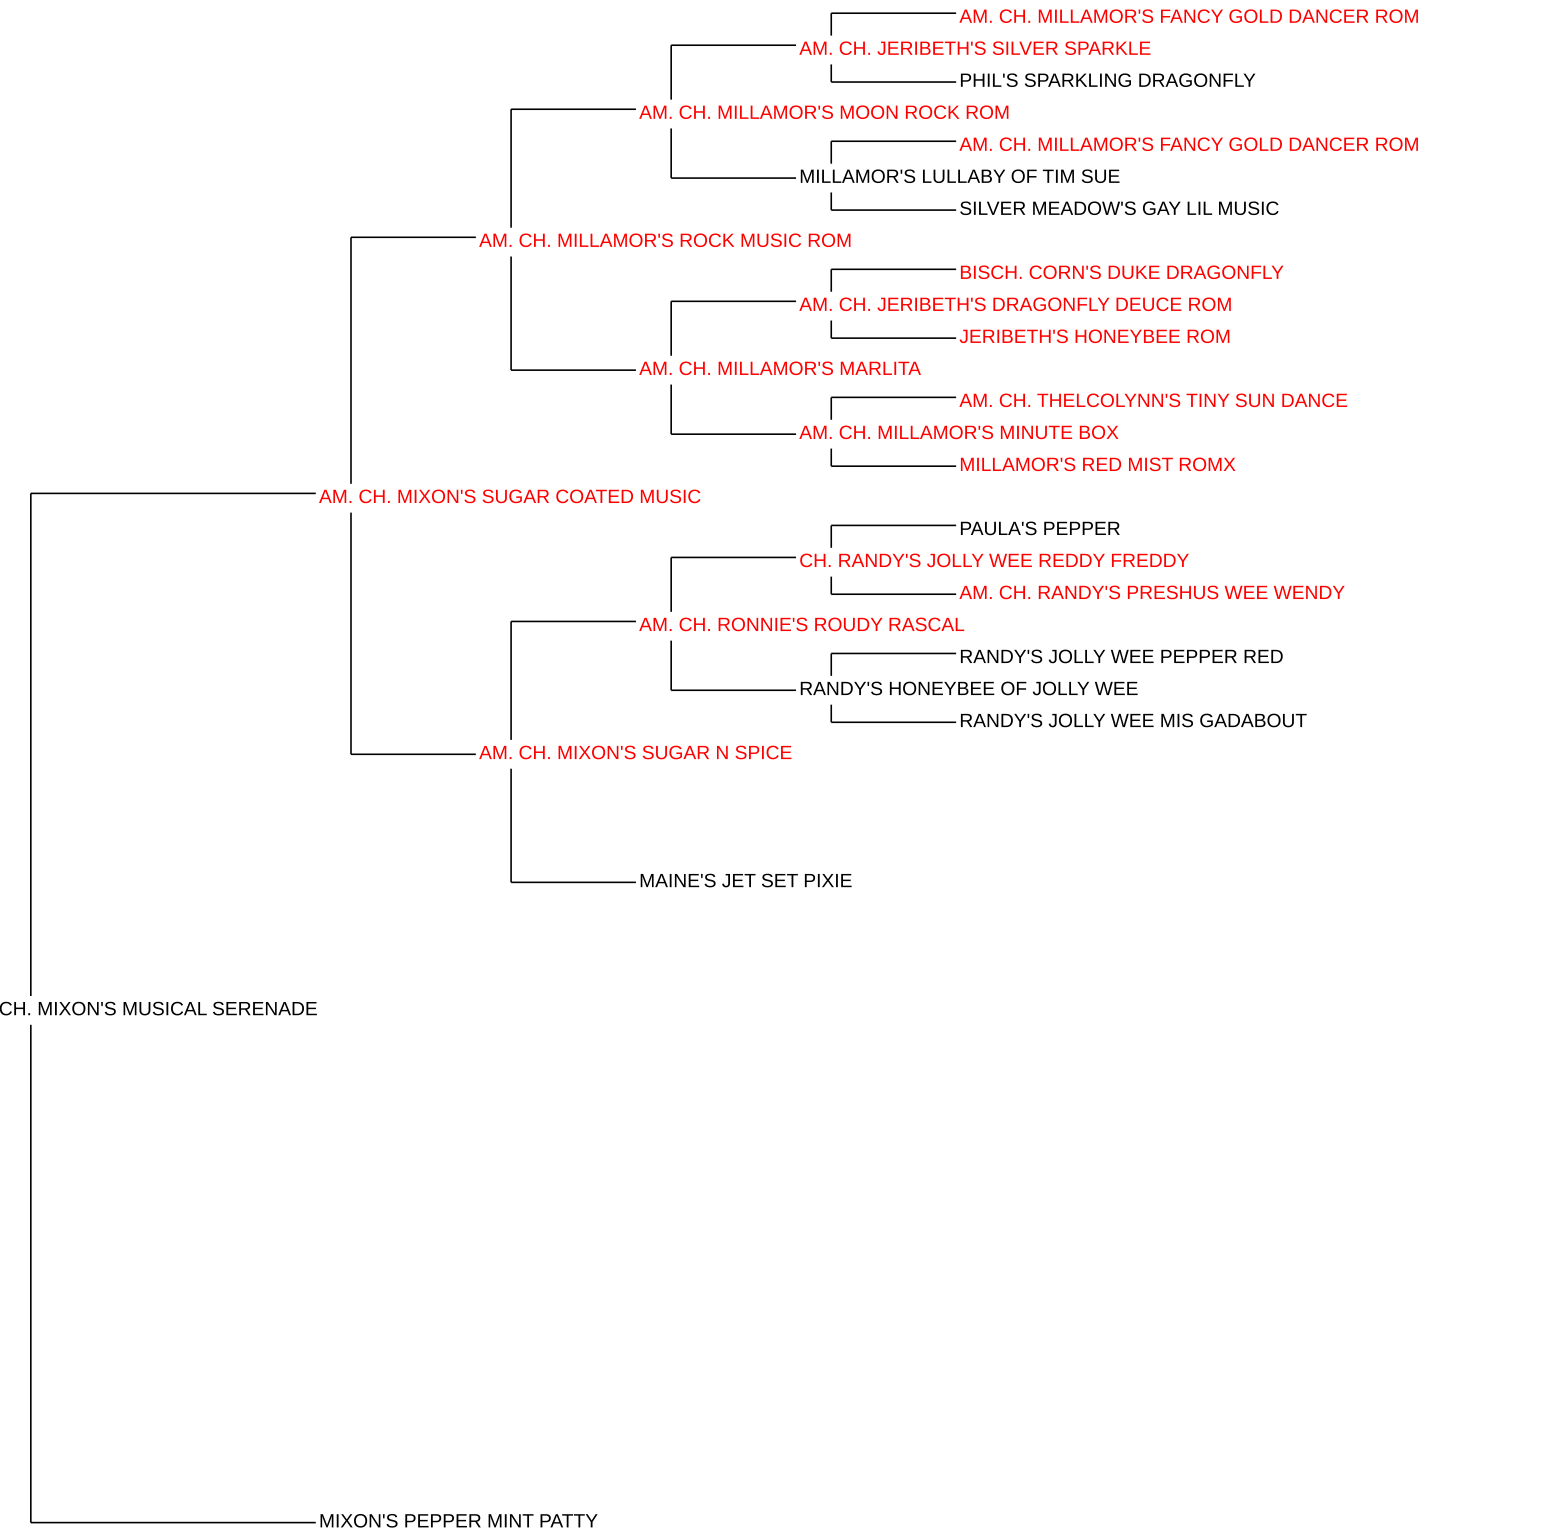 AM. CH. MILLAMOR'S FANCY GOLD DANCER ROM
AM. CH. JERIBETH'S SILVER SPARKLE
PHIL'S SPARKLING DRAGONFLY
AM. CH. MILLAMOR'S MOON ROCK ROM
AM. CH. MILLAMOR'S FANCY GOLD DANCER ROM
MILLAMOR'S LULLABY OF TIM SUE
SILVER MEADOW'S GAY LIL MUSIC
AM. CH. MILLAMOR'S ROCK MUSIC ROM
BISCH. CORN'S DUKE DRAGONFLY
AM. CH. JERIBETH'S DRAGONFLY DEUCE ROM
JERIBETH'S HONEYBEE ROM
AM. CH. MILLAMOR'S MARLITA
AM. CH. THELCOLYNN'S TINY SUN DANCE
AM. CH. MILLAMOR'S MINUTE BOX
MILLAMOR'S RED MIST ROMX
AM. CH. MIXON'S SUGAR COATED MUSIC
PAULA'S PEPPER
CH. RANDY'S JOLLY WEE REDDY FREDDY
AM. CH. RANDY'S PRESHUS WEE WENDY
AM. CH. RONNIE'S ROUDY RASCAL
RANDY'S JOLLY WEE PEPPER RED
RANDY'S HONEYBEE OF JOLLY WEE
RANDY'S JOLLY WEE MIS GADABOUT
AM. CH. MIXON'S SUGAR N SPICE
MAINE'S JET SET PIXIE
CH. MIXON'S MUSICAL SERENADE
MIXON'S PEPPER MINT PATTY